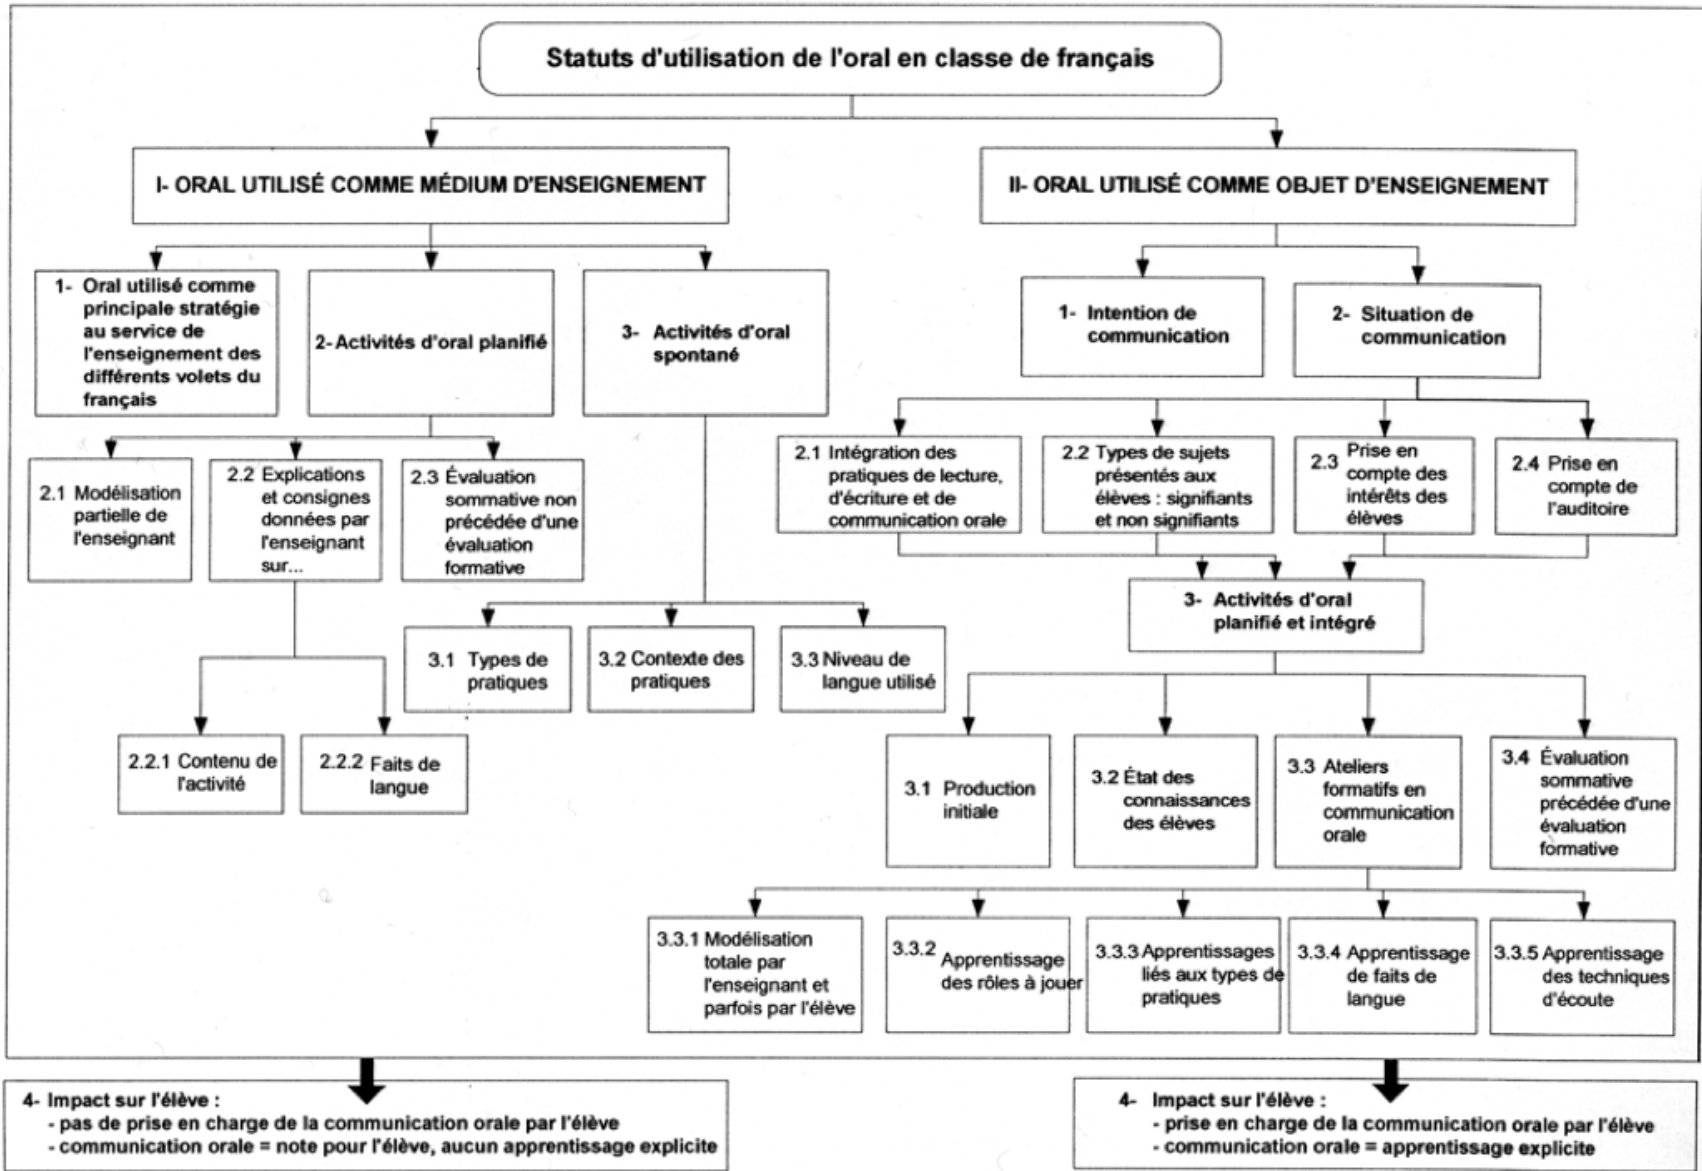 Statuts d'utilisation de l'oral en classe de français
I- ORAL UTILISÉ COMME MÉDIUM D'ENSEIGNEMENT
II- ORAL UTILISÉ COMME OBJET D'ENSEIGNEMENT
1- Oral utilisé comme
principale stratégie
au service de
l'enseignement des
différents volets du
français
2- Activités d'oral planifié
3- Activités d'oral
spontané
1- Intention de
communication
2- Situation de
communication
2.1 Modélisation
partielle de
l'enseignant
2.2 Explications
et consignes
données par
l'enseignant
sur...
2.3 Évaluation
sommative non
précédée d'une
évaluation
formative
2.1 Intégration des
pratiques de lecture,
d'écriture et de
communication orale
2.2 Types de sujets
présentés aux
élèves : signifiants
et non signifiants
2.3 Prise en
compte des
intérêts des
élèves
2.4 Prise en
compte de
l'auditoire
3- Activités d'oral
planifié et intégré
3.1 Types de
pratiques
3.2 Contexte des
pratiques
3.3 Niveau de
langue utilisé
2.2.1 Contenu de
l'activité
2.2.2 Faits de
langue
3.1 Production
initiale
3.2 État des
connaissances
des élèves
3.3 Ateliers
formatifs en
communication
orale
3.4 Évaluation
sommative
précédée d'une
évaluation
formative
3.3.1 Modélisation
totale par
l'enseignant et
parfois par l'élève
3.3.2 Apprentissage
des rôles à jouer
3.3.3 Apprentissages
liés aux types de
pratiques
3.3.4 Apprentissage
de faits de
langue
3.3.5 Apprentissage
des techniques
d'écoute
4- Impact sur l'élève :
- pas de prise en charge de la communication orale par l'élève
- communication orale = note pour l'élève, aucun apprentissage explicite
4- Impact sur l'élève :
- prise en charge de la communication orale par l'élève
- communication orale = apprentissage explicite